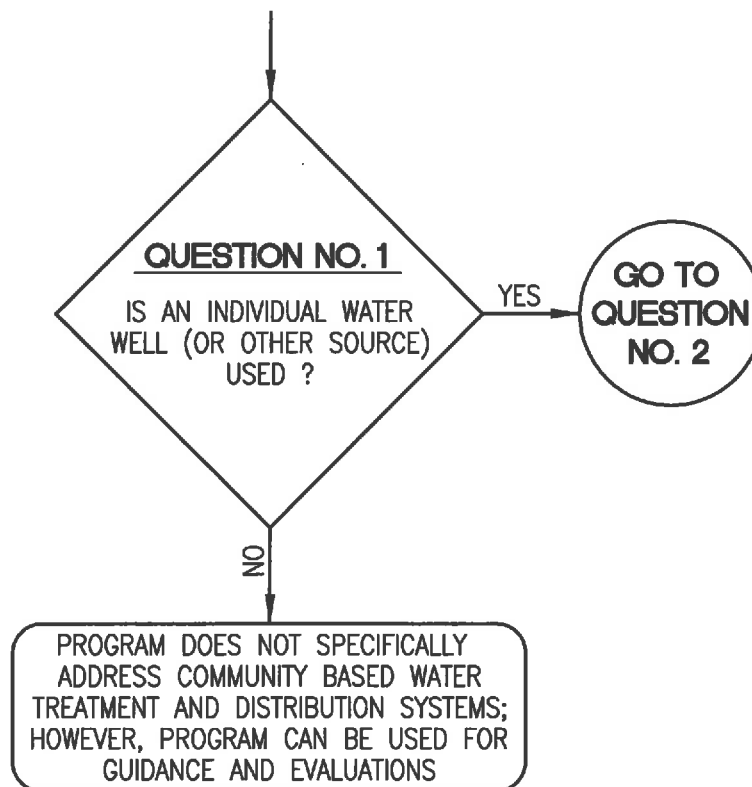 QUESTION NO. 1
IS AN INDIVIDUAL WATER
WELL (OR OTHER SOURCE)
USED ?
YES
GO TO
QUESTION
NO. 2
NO
PROGRAM DOES NOT SPECIFICALLY
ADDRESS COMMUNITY BASED WATER
TREATMENT AND DISTRIBUTION SYSTEMS;
HOWEVER, PROGRAM CAN BE USED FOR
GUIDANCE AND EVALUATIONS